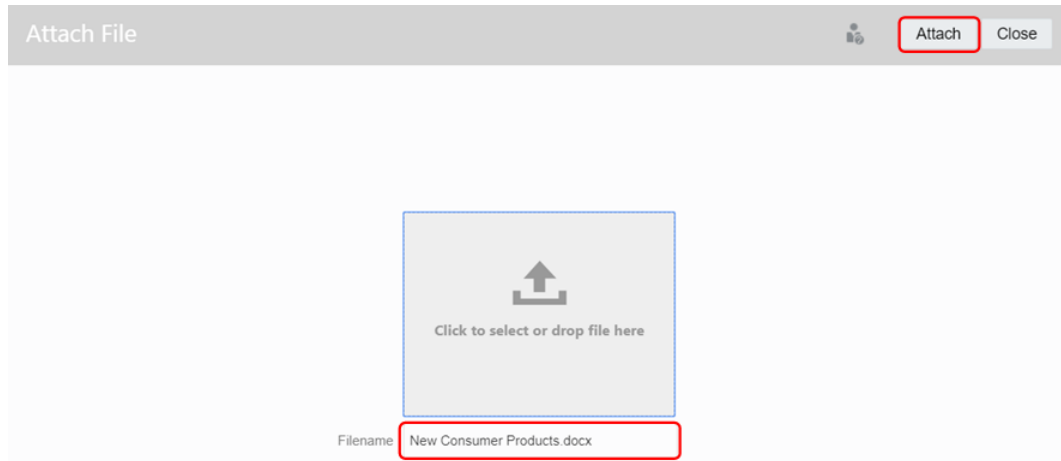 Attach File
Attach
Close
Click to select or drop file here
Filename New Consumer Products.docx